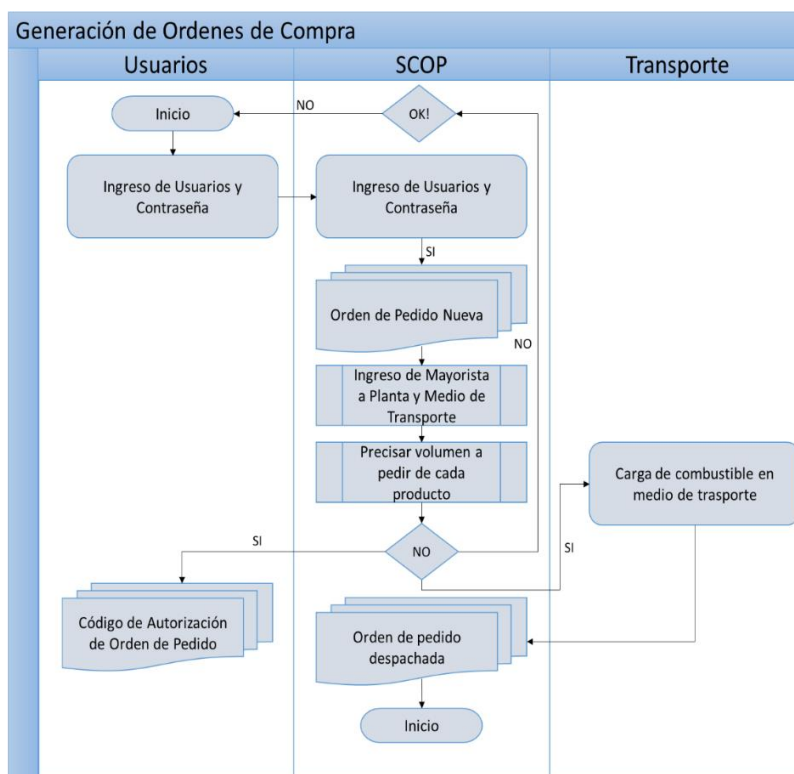 Generación de Ordenes de Compra
Usuarios
SCOP
Transporte
Inicio
NO
OK!
Ingreso de Usuarios y
Contraseña
Ingreso de Usuarios y
Contraseña
SI
Orden de Pedido Nueva
NO
Ingreso de Mayorista
a Planta y Medio de
Transporte
Precisar volumen a
pedir de cada
producto
Carga de combustible en
medio de trasporte
SI
NO
SI
Código de Autorización
de Orden de Pedido
Orden de pedido
despachada
Inicio